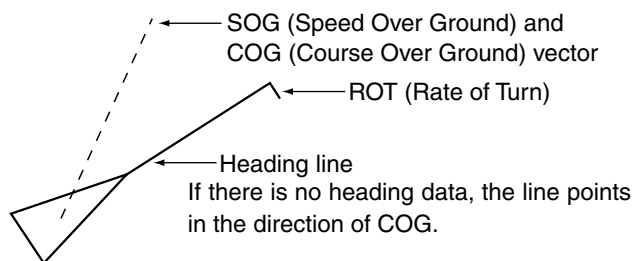 SOG (Speed Over Ground) and
COG (Course Over Ground) vector
ROT (Rate of Turn)
Heading line
If there is no heading data, the line points
in the direction of COG.